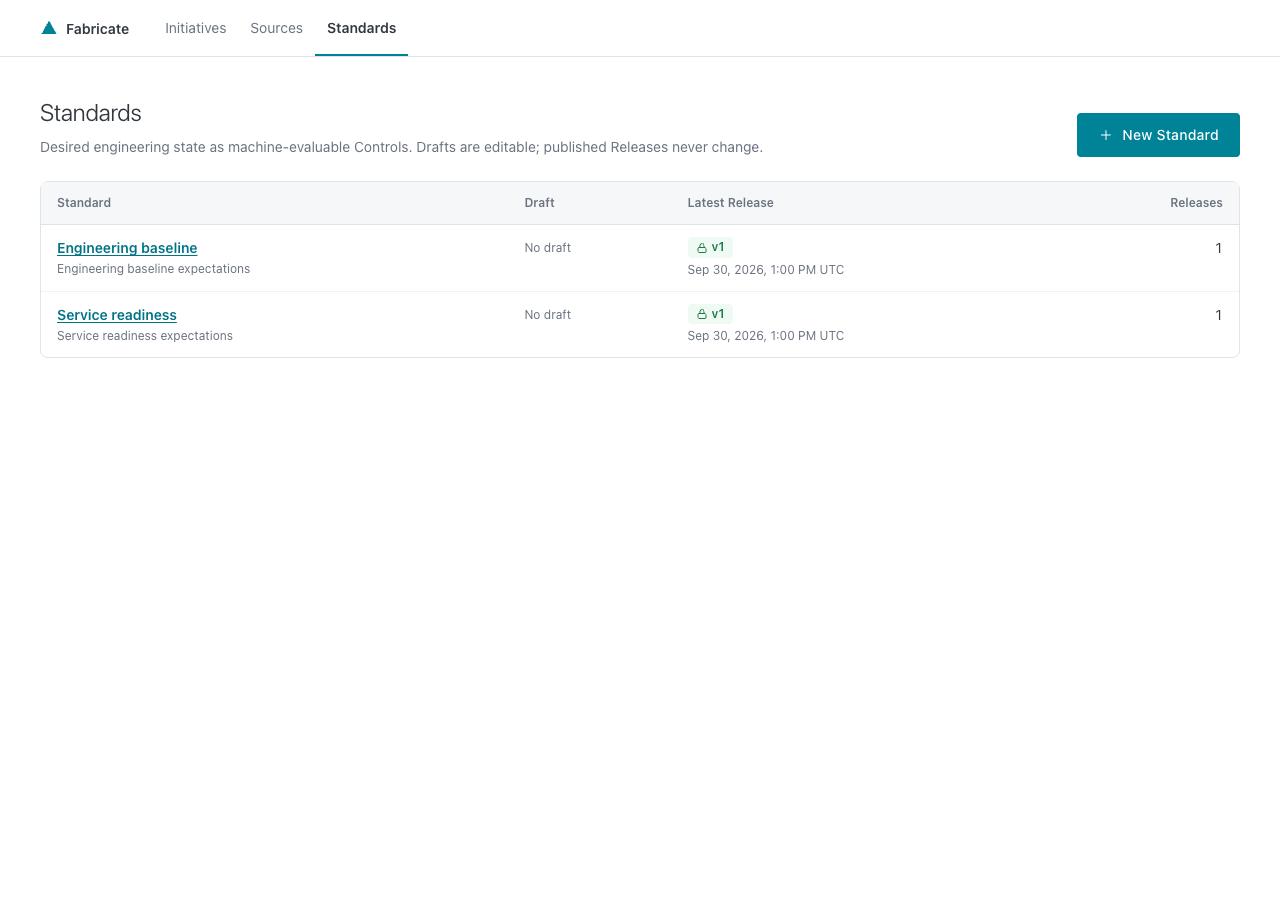 Fabricate Initiatives Sources Standards
Standards
Desired engineering state as machine-evaluable Controls. Drafts are editable; published Releases never change.
New Standard
Standard Draft Latest Release Releases
Engineering baseline No draft v1 1
Engineering baseline expectations Sep 30, 2026, 1:00 PM UTC
Service readiness No draft v1 1
Service readiness expectations Sep 30, 2026, 1:00 PM UTC